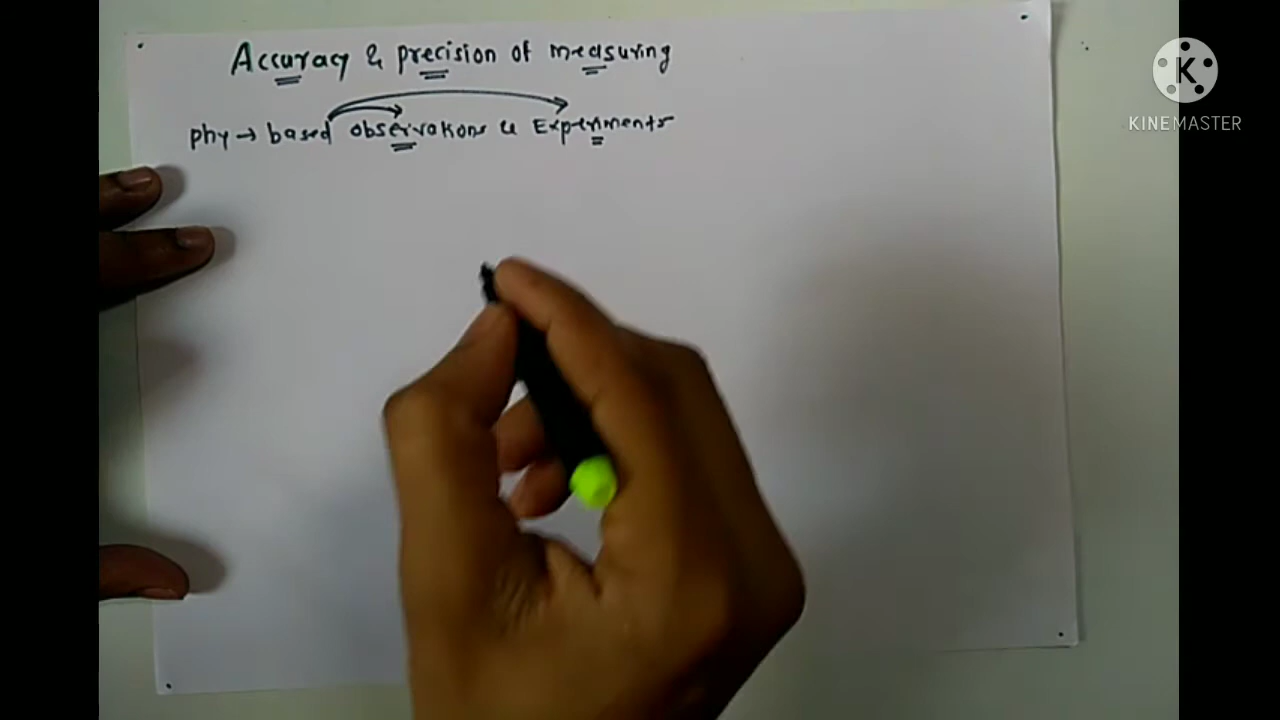 Accuracy & precision of measuring
phy → based observations & Experiments
K
KINEMASTER